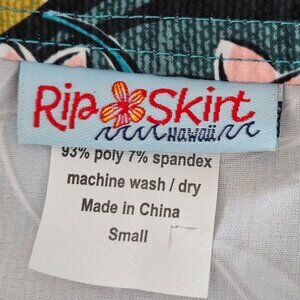 Rip Skirt
Hawaii
93% poly 7% spandex
machine wash / dry
Made in China
Small